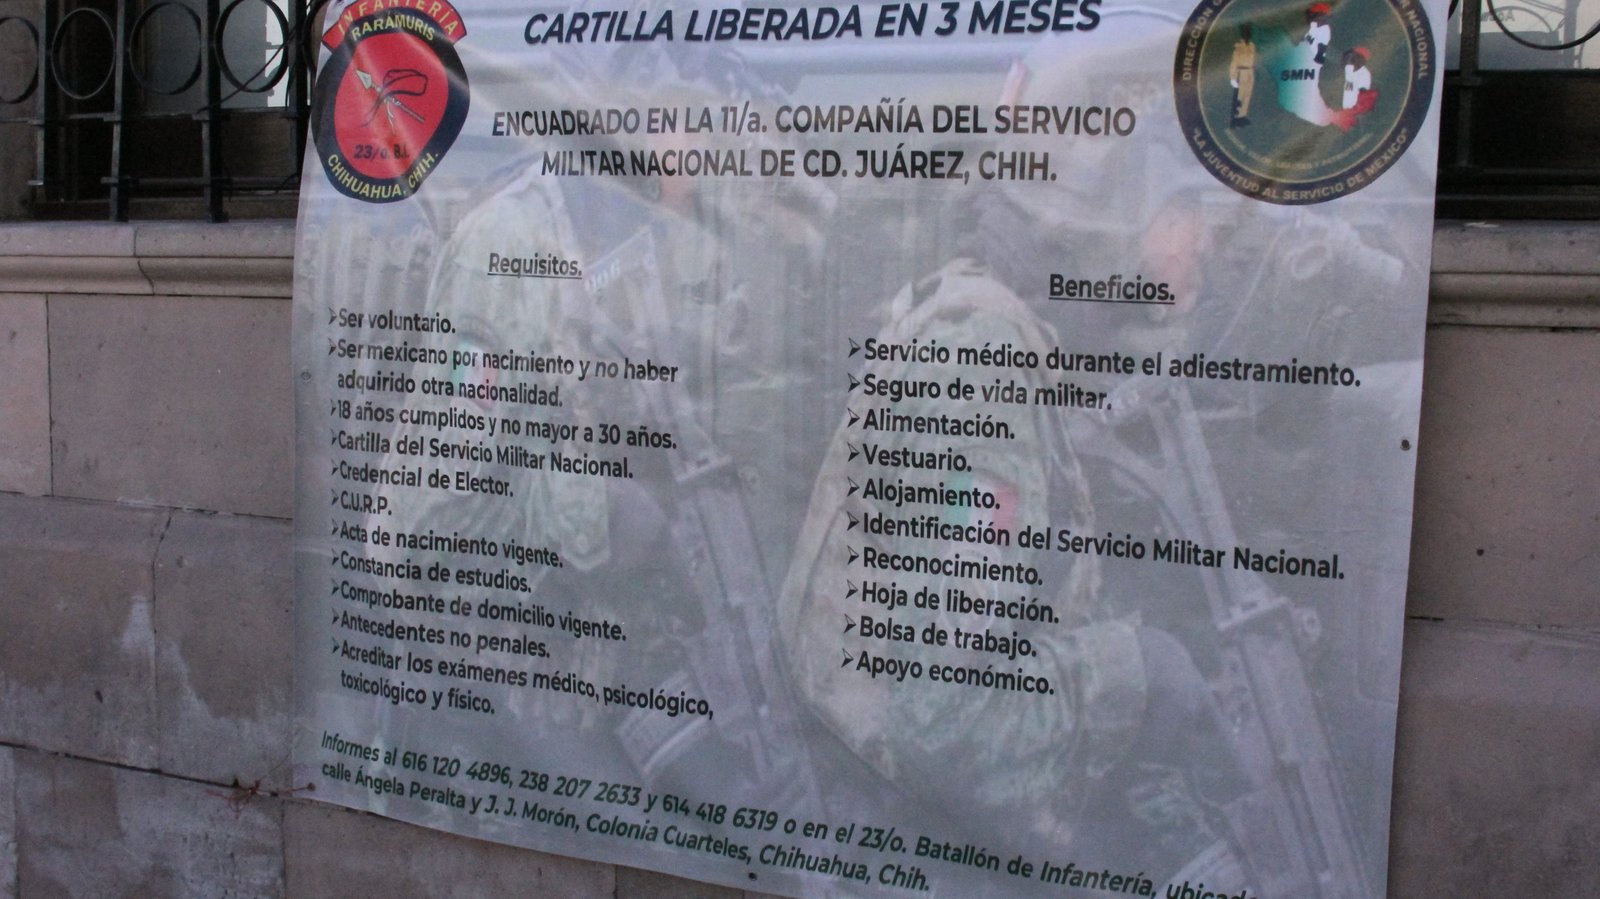 INFANTERÍA
RARÁMURIS
23/o. B.I.
CHIHUAHUA, CHIH.
CARTILLA LIBERADA EN 3 MESES
NACIONAL
SMN
"LA JUVENTUD AL SERVICIO DE MÉXICO"
ENCUADRADO EN LA 11/a. COMPAÑÍA DEL SERVICIO
MILITAR NACIONAL DE CD. JUÁREZ, CHIH.
Requisitos.
➢Ser voluntario.
➢Ser mexicano por nacimiento y no haber
adquirido otra nacionalidad.
➢18 años cumplidos y no mayor a 30 años.
➢Cartilla del Servicio Militar Nacional.
➢Credencial de Elector.
➢C.U.R.P.
➢Acta de nacimiento vigente.
➢Constancia de estudios.
➢Comprobante de domicilio vigente.
➢Antecedentes no penales.
➢Acreditar los exámenes médico, psicológico,
toxicológico y físico.
Beneficios.
➢Servicio médico durante el adiestramiento.
➢Seguro de vida militar.
➢Alimentación.
➢Vestuario.
➢Alojamiento.
➢Identificación del Servicio Militar Nacional.
➢Reconocimiento.
➢Hoja de liberación.
➢Bolsa de trabajo.
➢Apoyo económico.
Informes al 616 120 4896, 238 207 2633 y 614 418 6319 o en el 23/o. Batallón de Infantería, ubicado
calle Ángela Peralta y J. J. Morón, Colonia Cuarteles, Chihuahua, Chih.